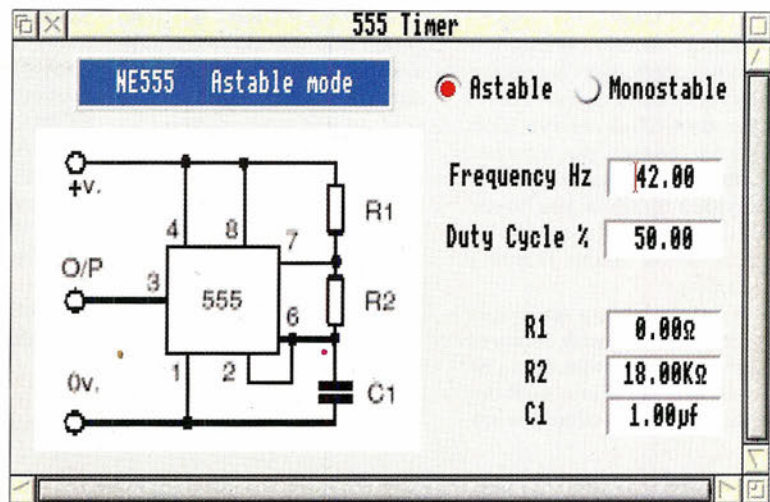 555 Timer
NE555 Astable mode
Astable
Monostable
+v.
4
8
7
R1
Frequency Hz 42.00
Duty Cycle % 50.00
O/P
3
555
6
R2
0v.
1
2
C1
R1 0.00Ω
R2 18.00KΩ
C1 1.00µf